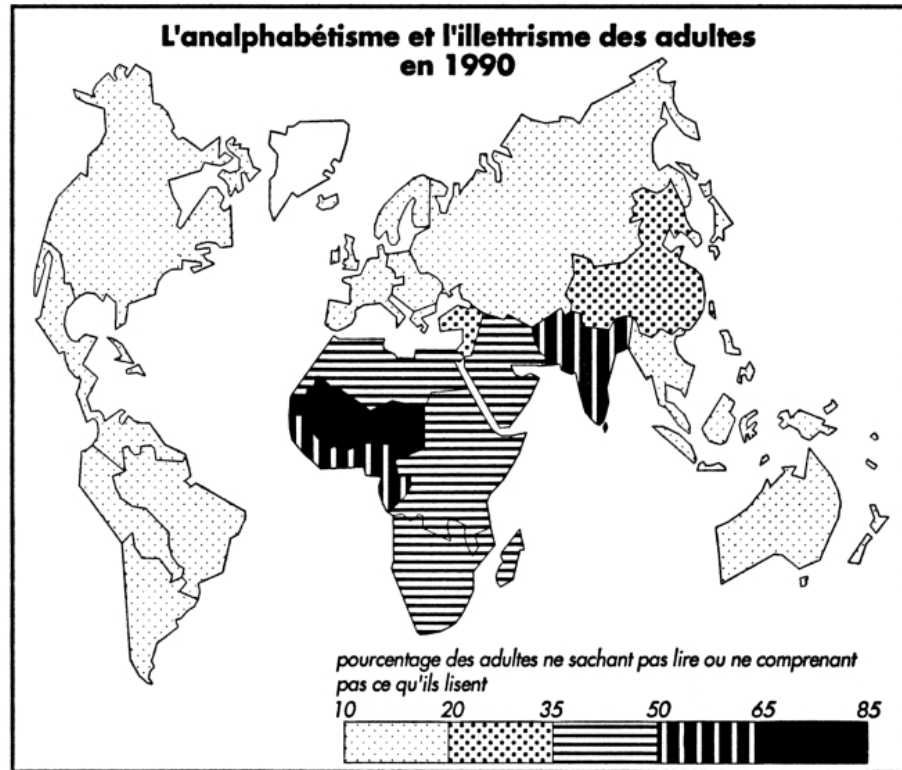 L'analphabétisme et l'illettrisme des adultes
en 1990
pourcentage des adultes ne sachant pas lire ou ne comprenant
pas ce qu'ils lisent
10 20 35 50 65 85